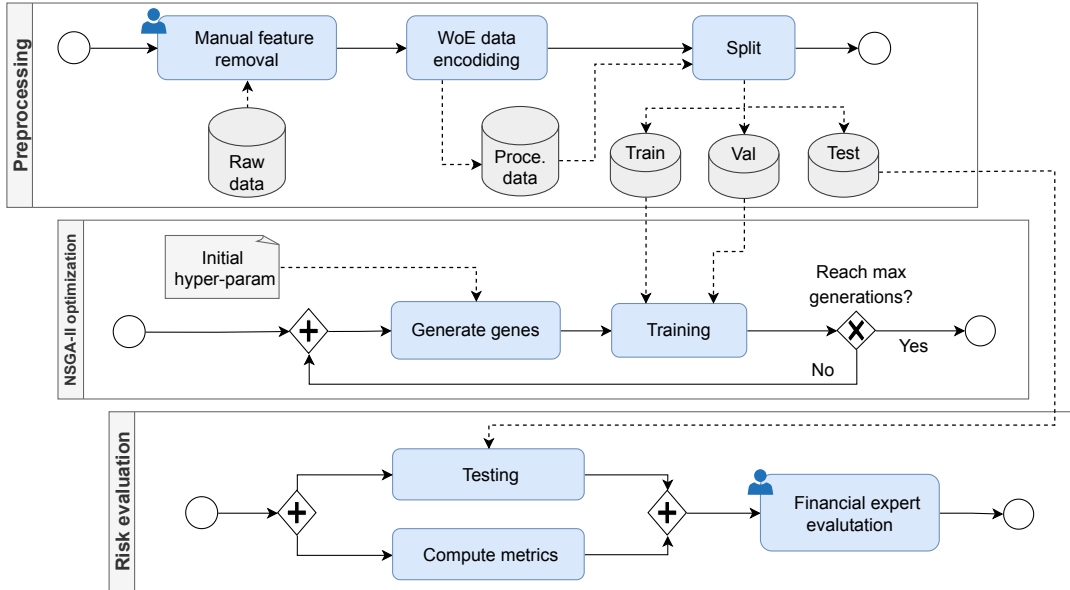 Preprocessing
Manual feature
removal
WoE data
encodiding
Split
Raw
data
Proce.
data
Train
Val
Test
NSGA-II optimization
Initial
hyper-param
Generate genes
Training
Reach max
generations?
Yes
No
Risk evaluation
Testing
Compute metrics
Financial expert
evalutation